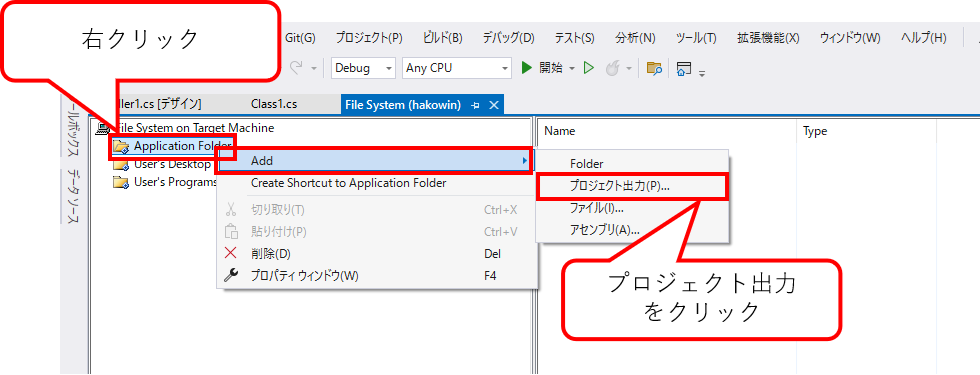 右クリック
Git(G) プロジェクト(P) ビルド(B) デバッグ(D) テスト(S) 分析(N) ツール(T) 拡張機能(X) ウィンドウ(W) ヘルプ(H)
Debug Any CPU 開始
ller1.cs [デザイン] Class1.cs File System (hakowin)
ールボックス
データ ソース
File System on Target Machine
Application Folder
User's Desktop
User's Programs
Name Type
Add
Create Shortcut to Application Folder
切り取り(T) Ctrl+X
貼り付け(P) Ctrl+V
削除(D) Del
プロパティ ウィンドウ(W) F4
Folder
プロジェクト出力(P)...
ファイル(I)...
アセンブリ(A)...
プロジェクト出力
をクリック